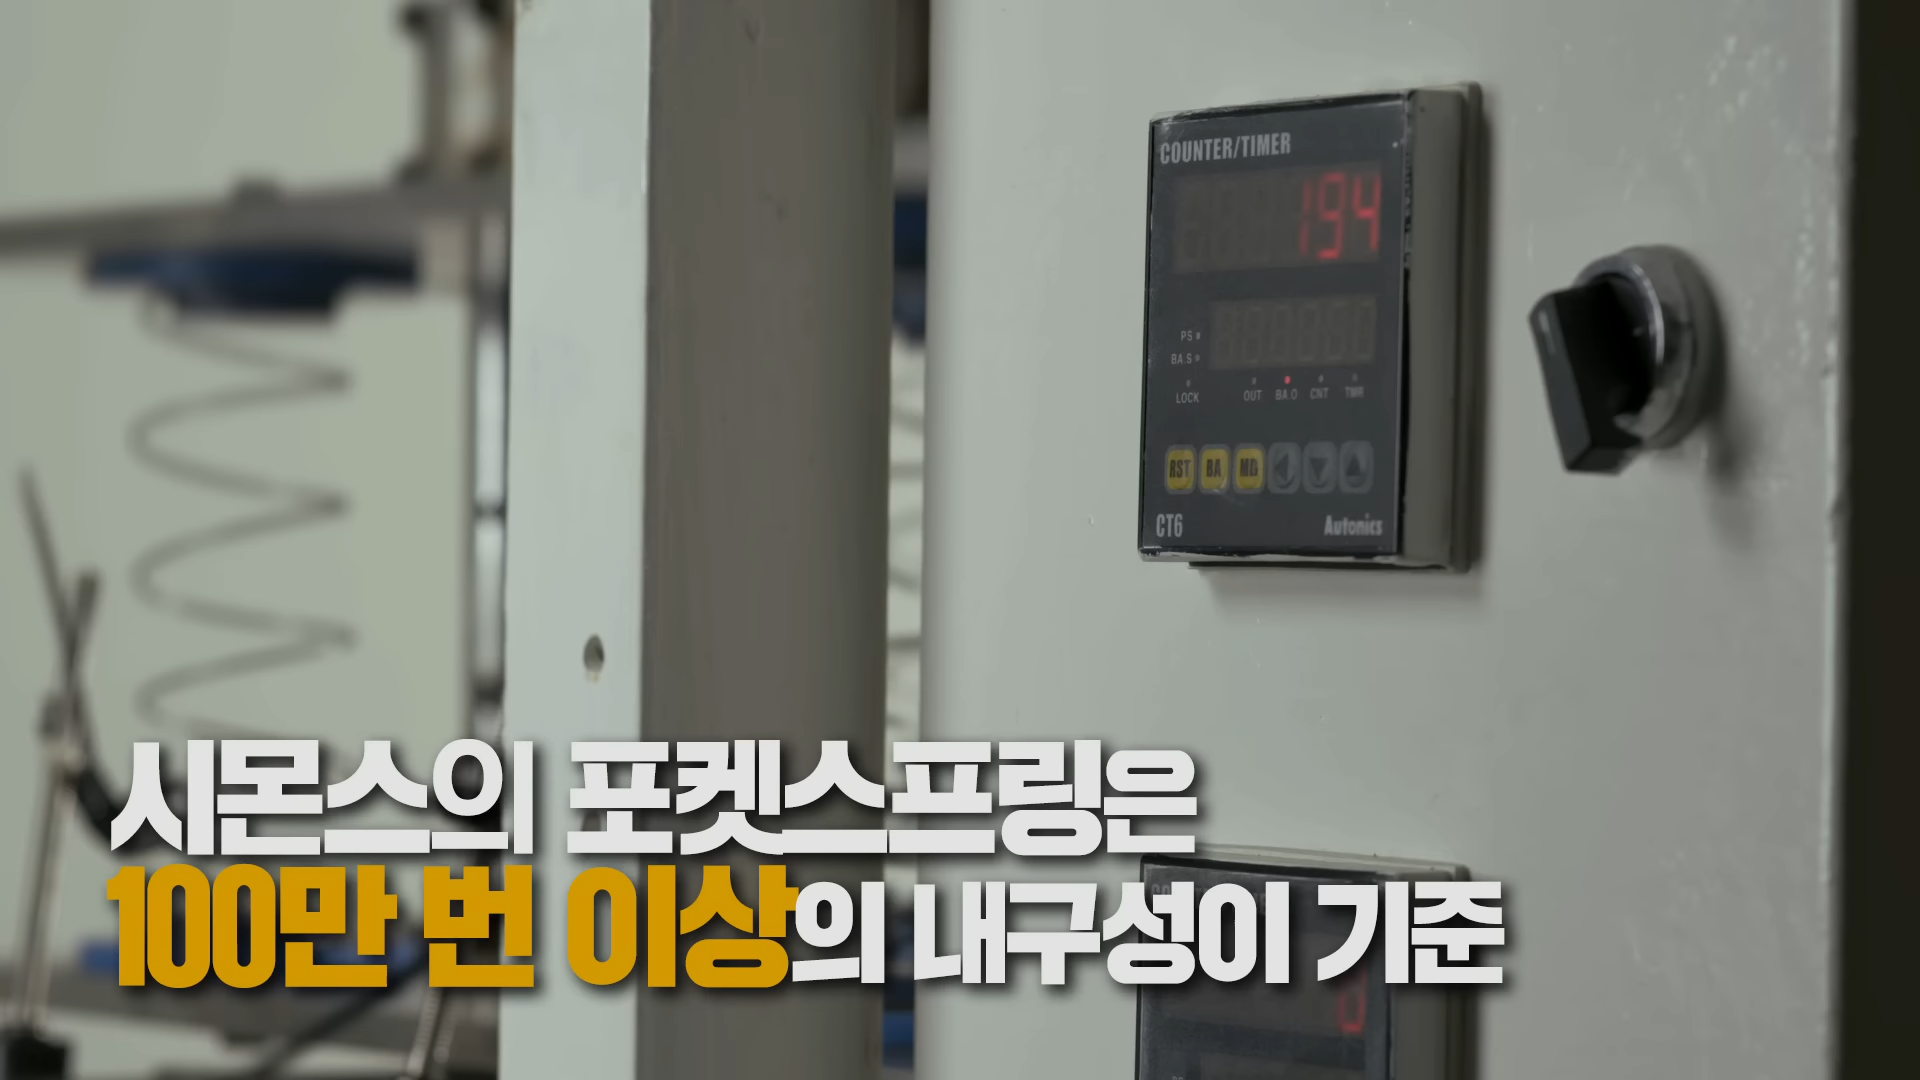 COUNTER/TIMER
194
PS
BA.S
LOCK OUT BA.O CNT TMR
RST BA MD
CT6 Autonics
시몬스의 포켓스프링은
100만 번 이상의 내구성이 기준